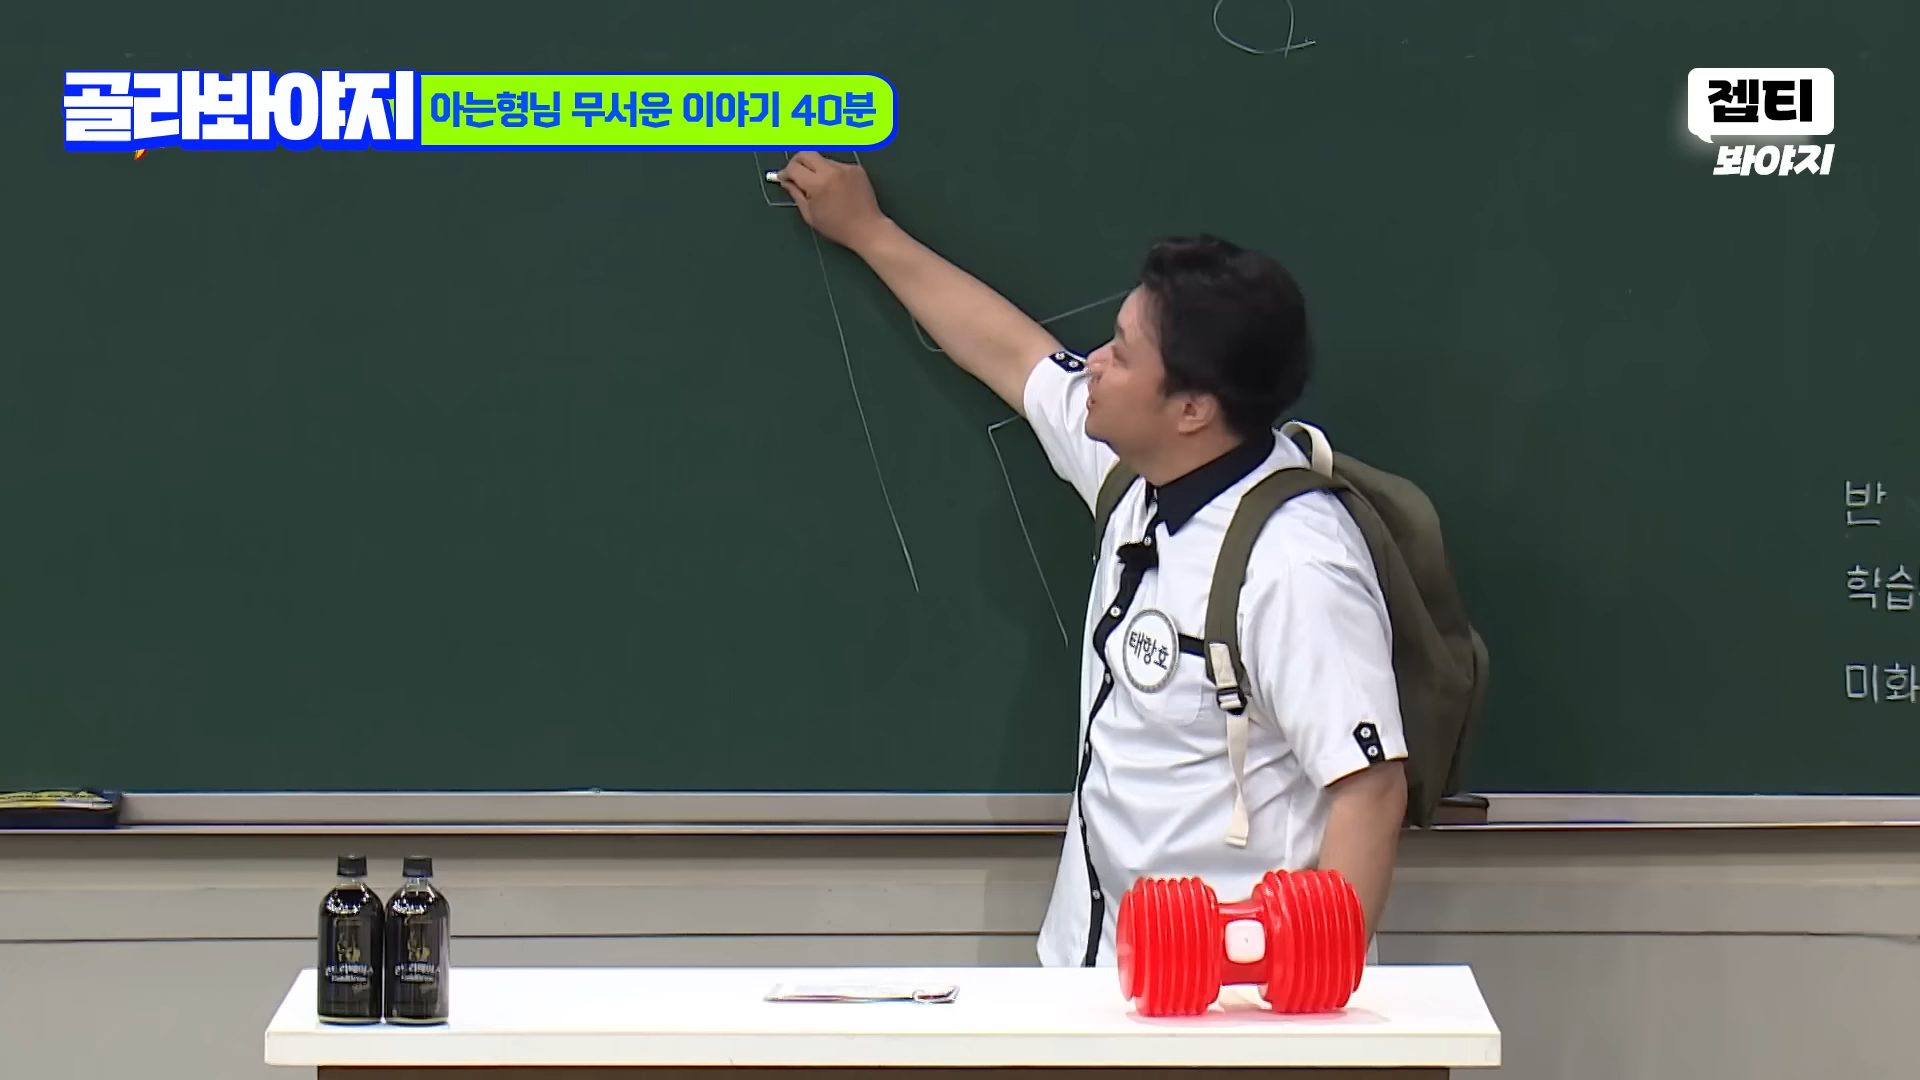 골라봐야지 아는형님 무서운 이야기 40분
젭티
봐야지
반
학습
미화
태항호